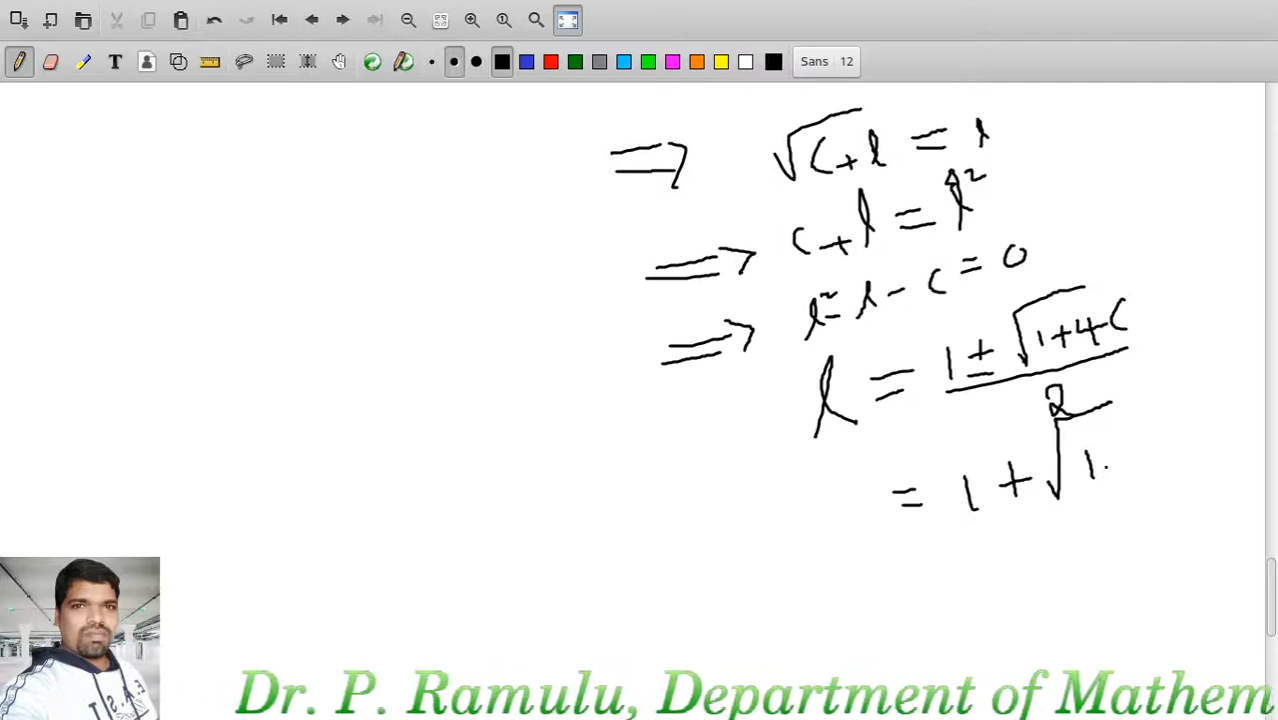 Sans 12
⟹ √(c+l) = l
⟹ c+l = l²
⟹ l² - l - c = 0
l = (1 ± √(1+4c))/2
= 1 + √1
Dr. P. Ramulu, Department of Mathem